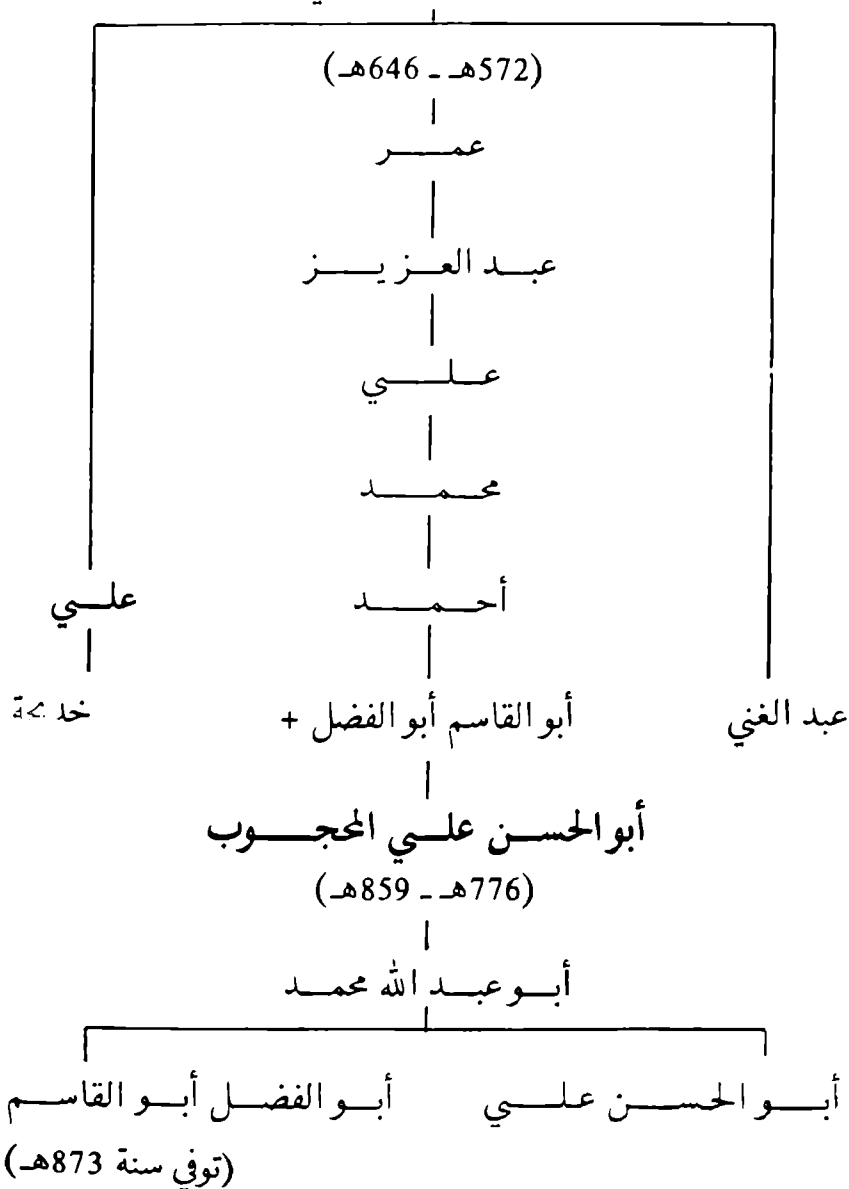 (572هـ - 646هـ)
عمر
عبد العزيز
علي
محمد
أحمد
علي
عبد الغني
أبو القاسم أبو الفضل +
خديجة
أبو الحسن علي المحجوب
(776هـ - 859هـ)
أبو عبد الله محمد
أبو الحسن علي
أبو الفضل أبو القاسم
(توفي سنة 873هـ)